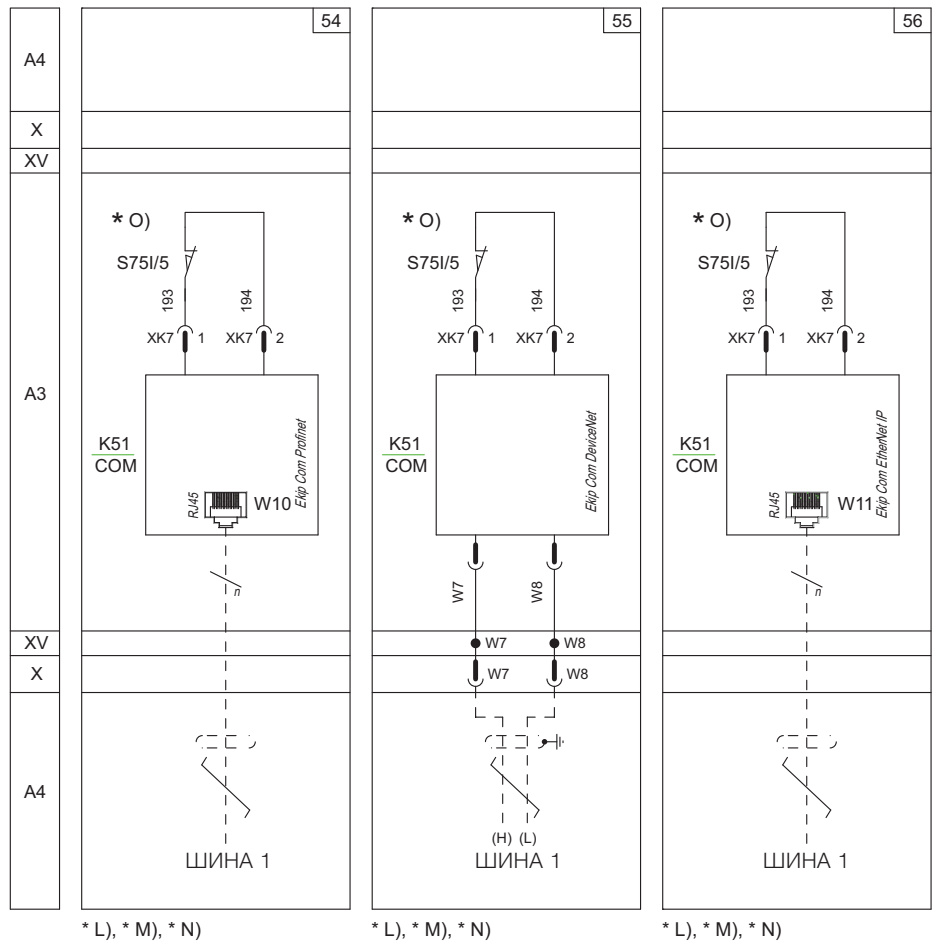 A4
X
XV
A3
XV
X
A4
54
* O)
S75I/5
193
194
XK7
1
XK7
2
K51
COM
Ekip Com Profinet
RJ45
W10
n
ШИНА 1
* L), * M), * N)
55
* O)
S75I/5
193
194
XK7
1
XK7
2
K51
COM
Ekip Com DeviceNet
W7
W8
W7
W8
W7
W8
(H) (L)
ШИНА 1
* L), * M), * N)
56
* O)
S75I/5
193
194
XK7
1
XK7
2
K51
COM
Ekip Com EtherNet IP
RJ45
W11
n
ШИНА 1
* L), * M), * N)